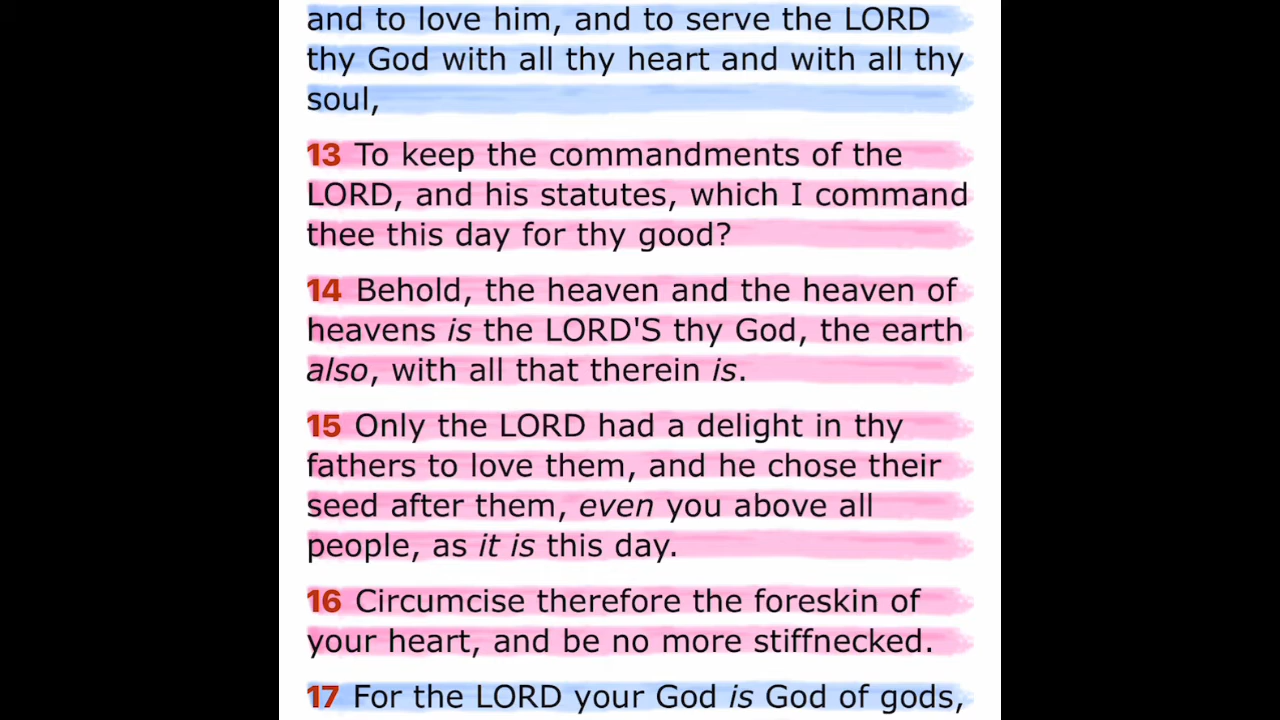 and to love him, and to serve the LORD
thy God with all thy heart and with all thy
soul,
13 To keep the commandments of the
LORD, and his statutes, which I command
thee this day for thy good?
14 Behold, the heaven and the heaven of
heavens is the LORD'S thy God, the earth
also, with all that therein is.
15 Only the LORD had a delight in thy
fathers to love them, and he chose their
seed after them, even you above all
people, as it is this day.
16 Circumcise therefore the foreskin of
your heart, and be no more stiffnecked.
17 For the LORD your God is God of gods,